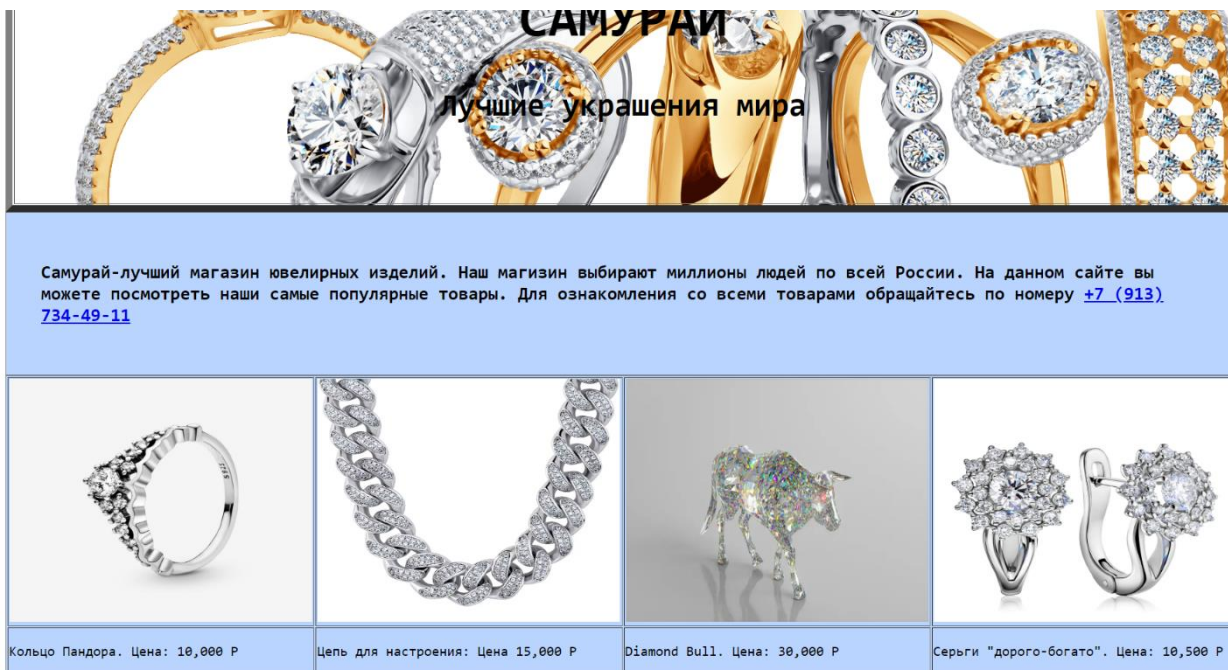 САМУРАЙ
Лучшие украшения мира
Самурай-лучший магазин ювелирных изделий. Наш магизин выбирают миллионы людей по всей России. На данном сайте вы
можете посмотреть наши самые популярные товары. Для ознакомления со всеми товарами обращайтесь по номеру +7 (913)
734-49-11
Кольцо Пандора. Цена: 10,000 Р
Цепь для настроения: Цена 15,000 Р
Diamond Bull. Цена: 30,000 Р
Серьги "дорого-богато". Цена: 10,500 Р